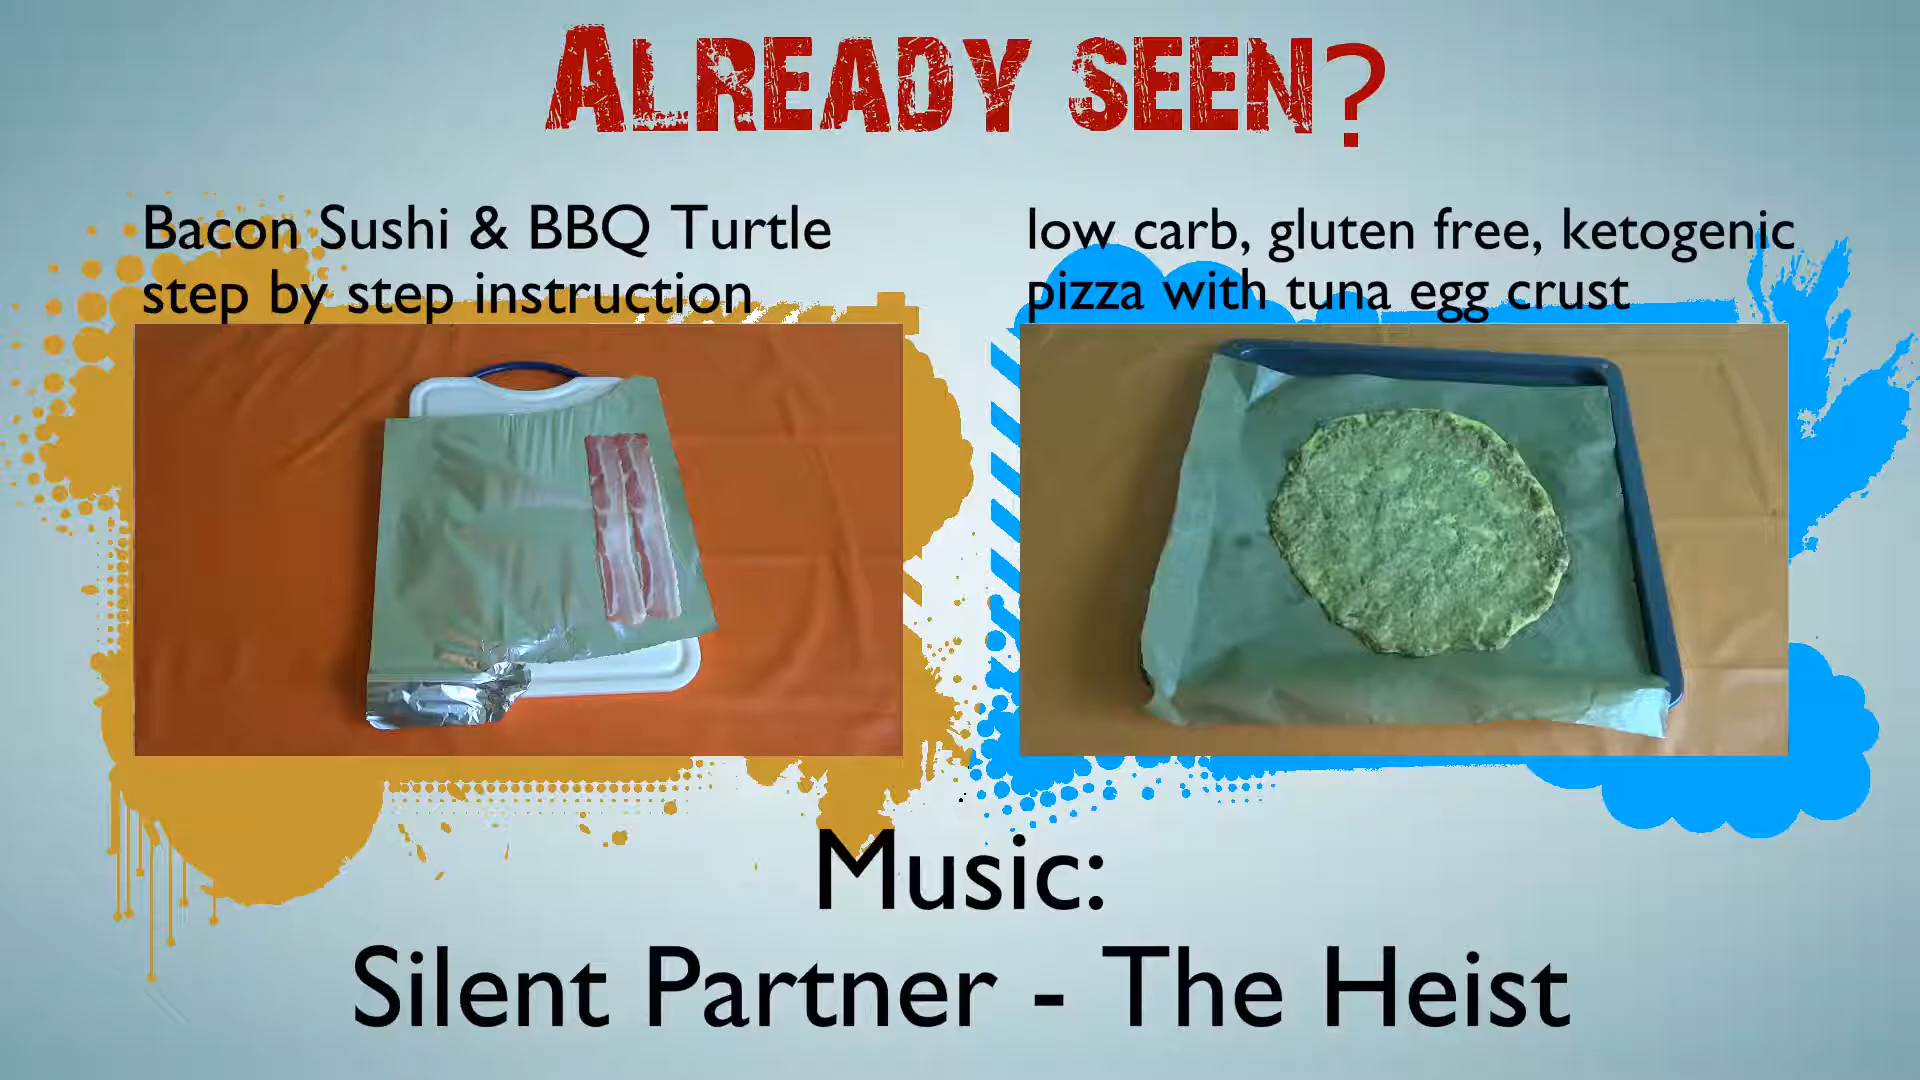 ALREADY SEEN?
Bacon Sushi & BBQ Turtle
step by step instruction
low carb, gluten free, ketogenic
pizza with tuna egg crust
Music:
Silent Partner - The Heist